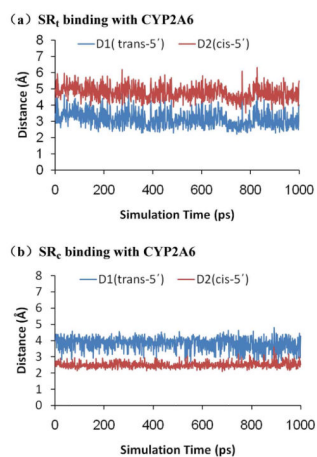 (a) SRt binding with CYP2A6
D1( trans-5´) D2(cis-5´)
Distance (Å)
8
7
6
5
4
3
2
1
0
0 200 400 600 800 1000
Simulation Time (ps)
(b) SRc binding with CYP2A6
D1(trans-5´) D2(cis-5´)
Distance (Å)
8
7
6
5
4
3
2
1
0
0 200 400 600 800 1000
Simulation Time (ps)